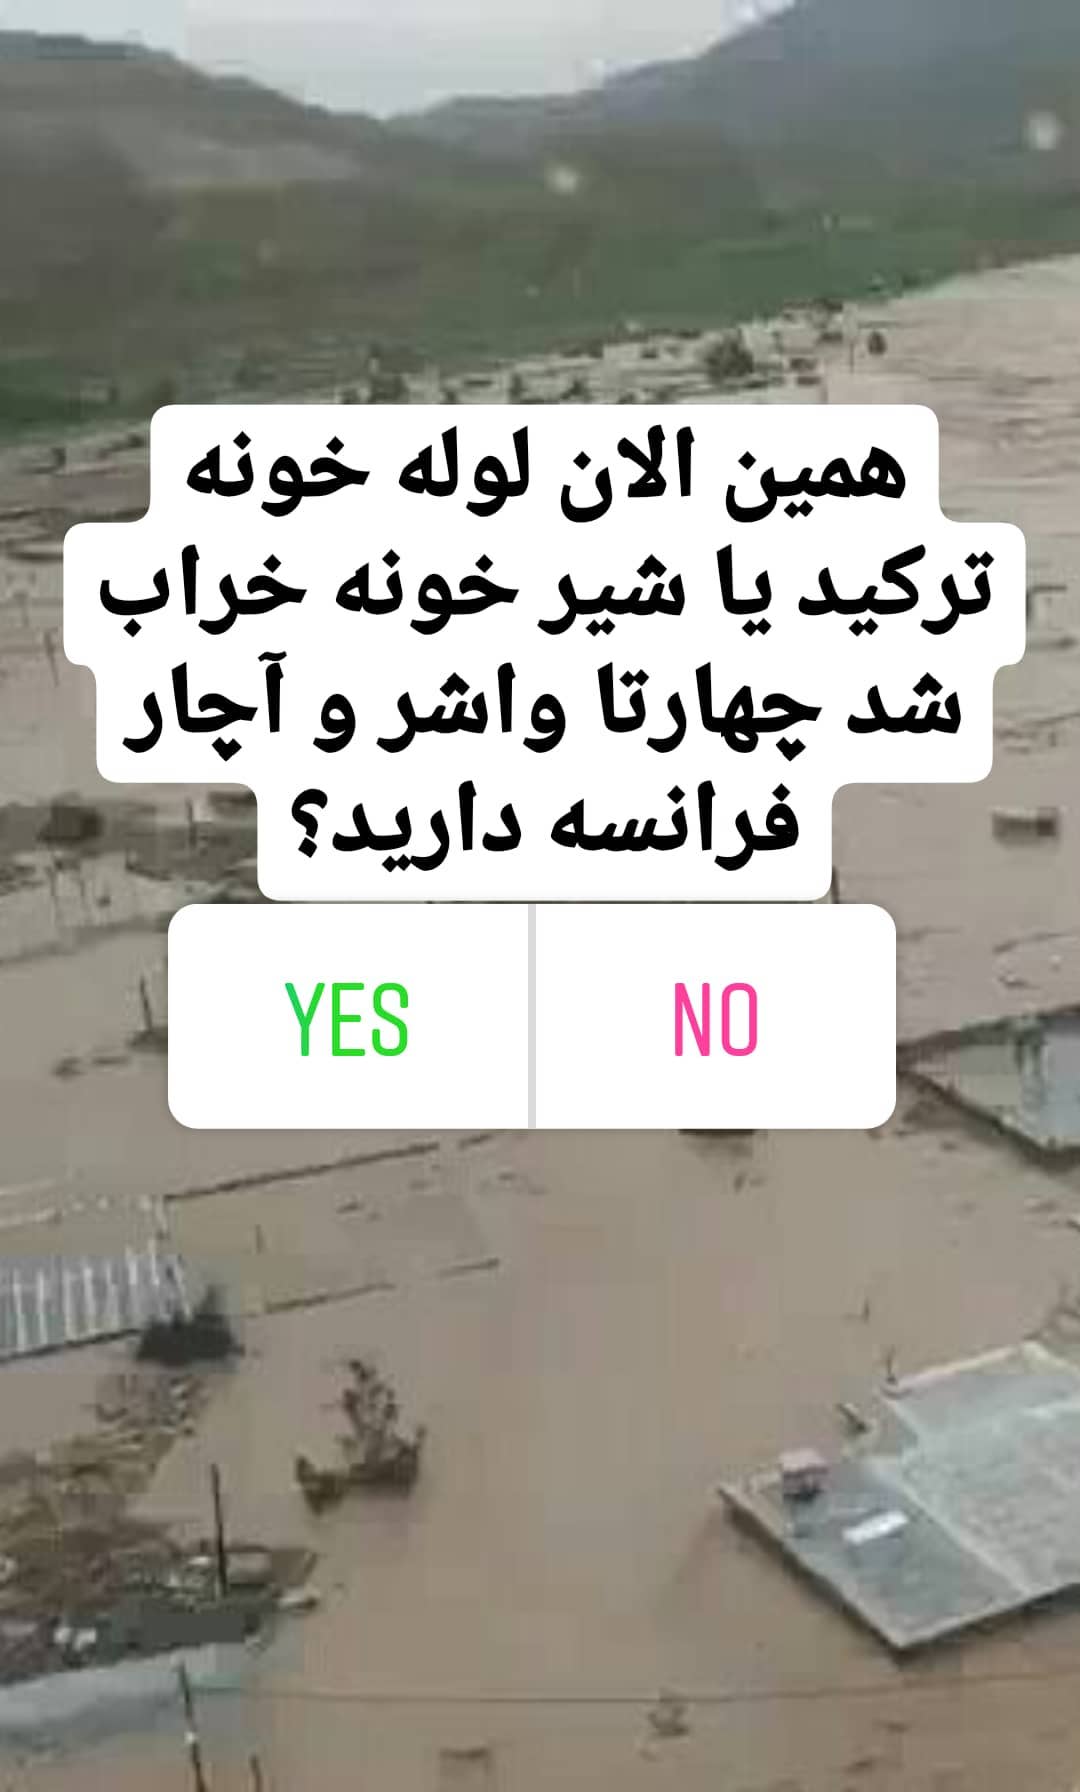 همین الان لوله خونه
ترکید یا شیر خونه خراب
شد چهارتا واشر و آچار
فرانسه دارید؟
YES
NO